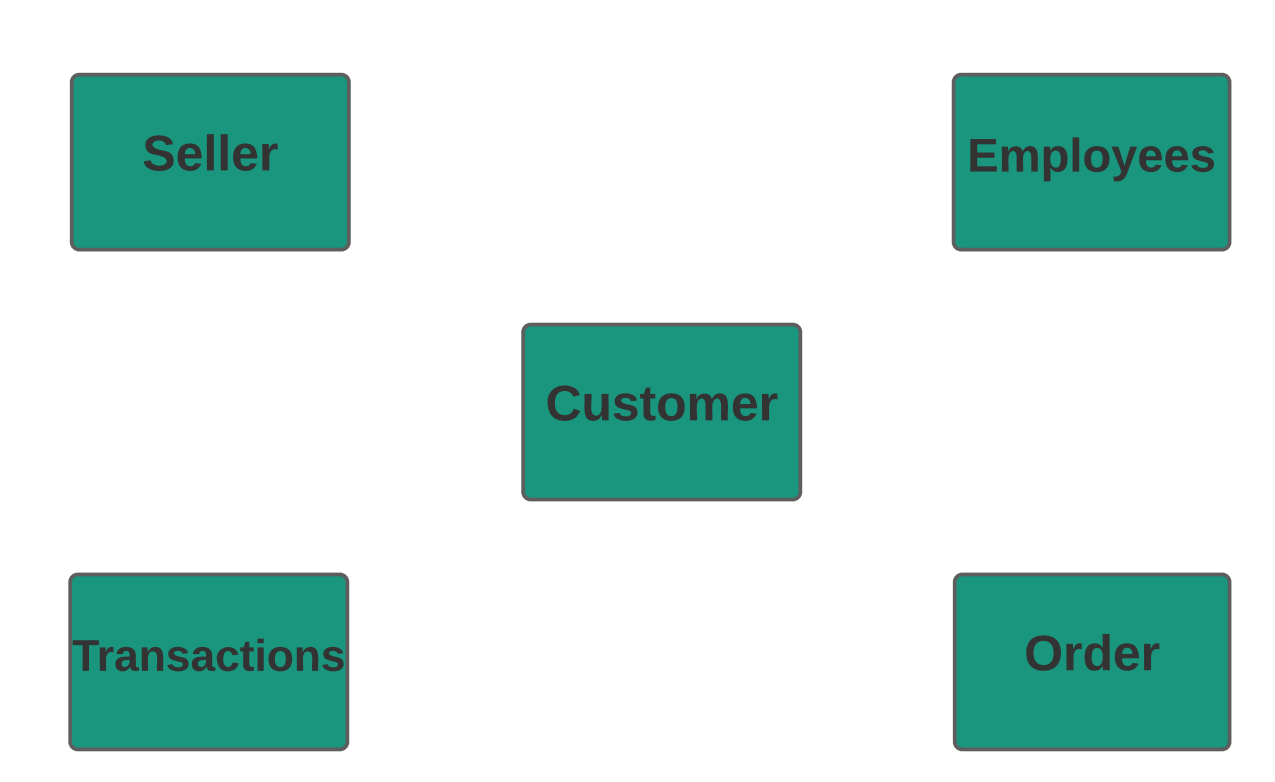 Seller
Employees
Customer
Transactions
Order